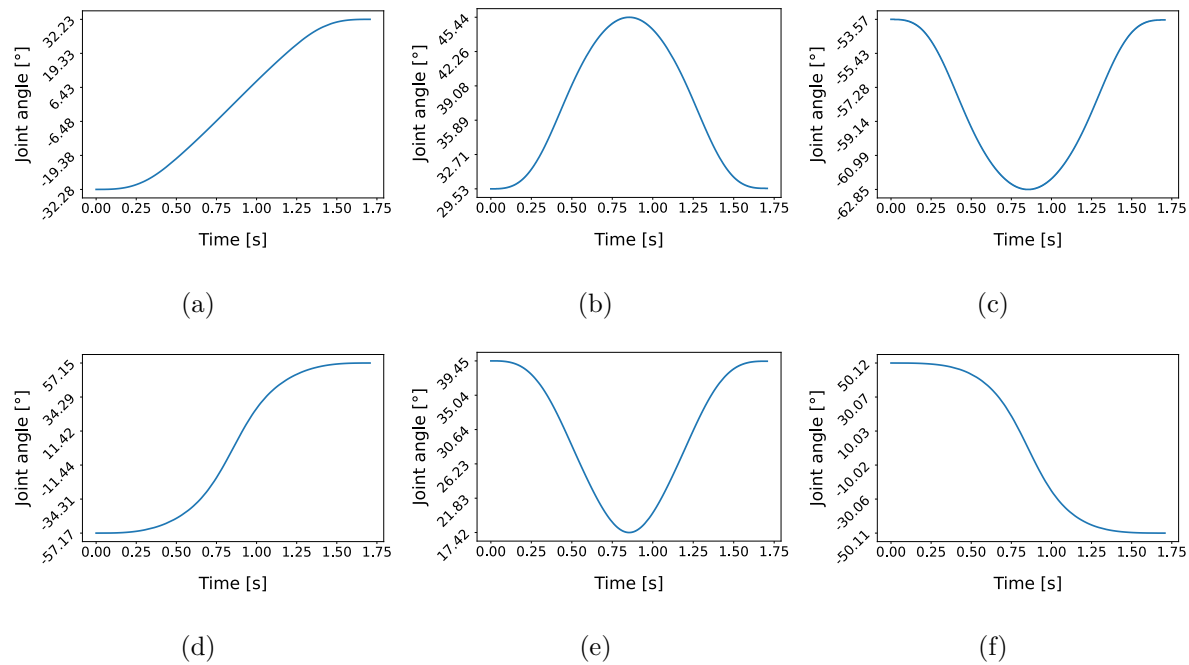 Joint angle [°]
32.23
19.33
6.43
-6.48
-19.38
-32.28
0.00 0.25 0.50 0.75 1.00 1.25 1.50 1.75
Time [s]
(a)
Joint angle [°]
45.44
42.26
39.08
35.89
32.71
29.53
0.00 0.25 0.50 0.75 1.00 1.25 1.50 1.75
Time [s]
(b)
Joint angle [°]
-53.57
-55.43
-57.28
-59.14
-60.99
-62.85
0.00 0.25 0.50 0.75 1.00 1.25 1.50 1.75
Time [s]
(c)
Joint angle [°]
57.15
34.29
11.42
-11.44
-34.31
-57.17
0.00 0.25 0.50 0.75 1.00 1.25 1.50 1.75
Time [s]
(d)
Joint angle [°]
39.45
35.04
30.64
26.23
21.83
17.42
0.00 0.25 0.50 0.75 1.00 1.25 1.50 1.75
Time [s]
(e)
Joint angle [°]
50.12
30.07
10.03
-10.02
-30.06
-50.11
0.00 0.25 0.50 0.75 1.00 1.25 1.50 1.75
Time [s]
(f)